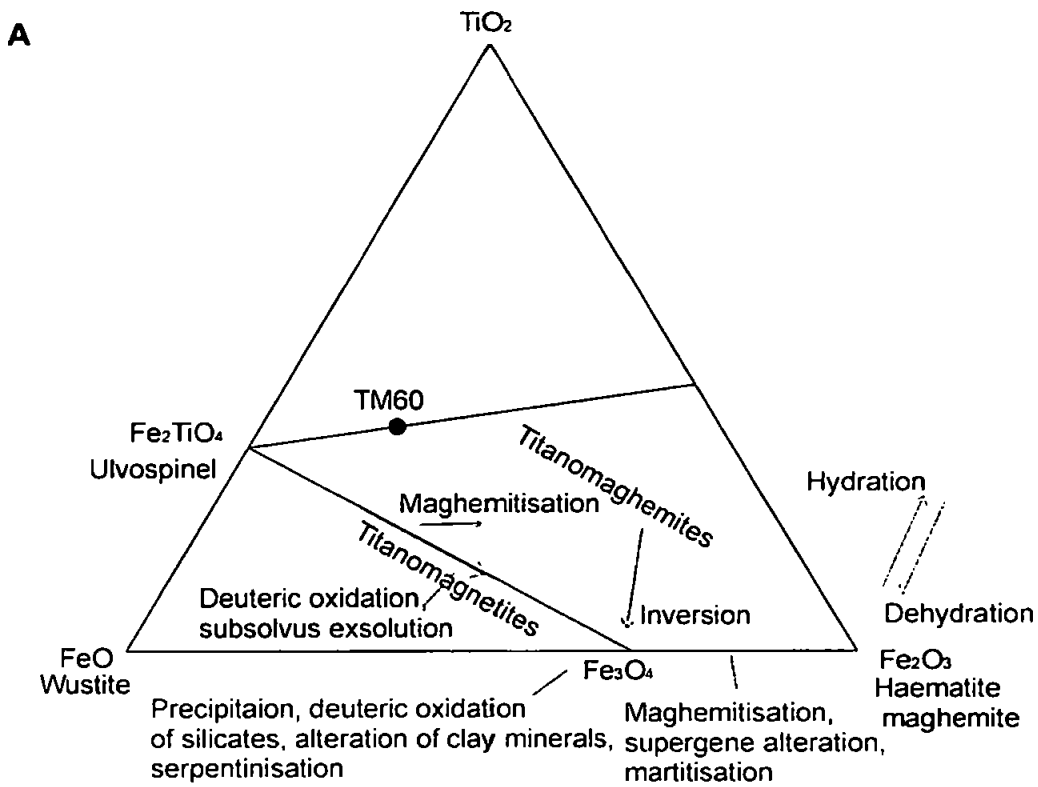 A
TiO₂
TM60
Fe₂TiO₄
Ulvospinel
Titanomaghemites
Maghemitisation
Hydration
Titanomagnetites
Deuteric oxidation,
subsolvus exsolution
Inversion
Dehydration
FeO
Wustite
Fe₃O₄
Fe₂O₃
Haematite
maghemite
Precipitaion, deuteric oxidation
of silicates, alteration of clay minerals,
serpentinisation
Maghemitisation,
supergene alteration,
martitisation